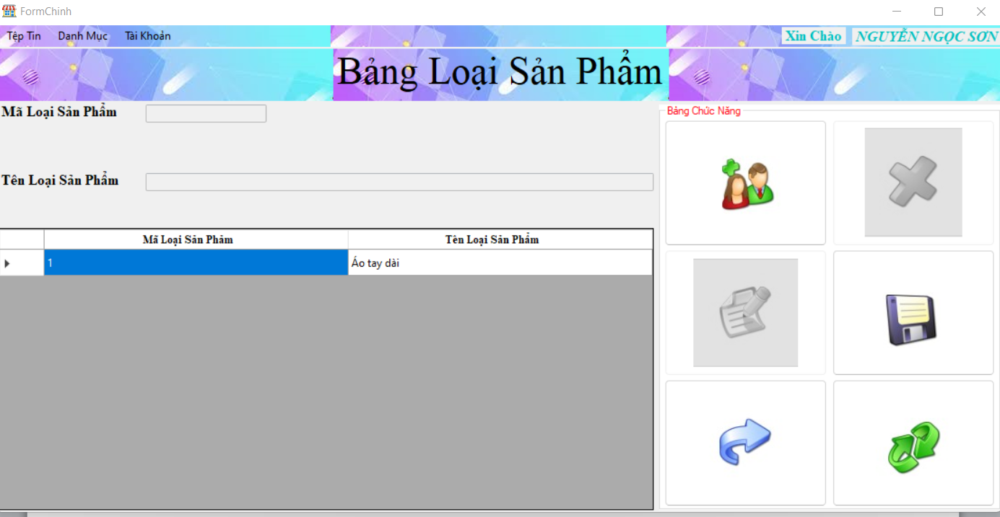 FormChinh
Tệp Tin Danh Mục Tài Khoản Xin Chào NGUYỄN NGỌC SƠN
Bảng Loại Sản Phẩm
Mã Loại Sản Phẩm
Tên Loại Sản Phẩm
Bảng Chức Năng
Mã Loại Sản Phảm Tên Loại Sản Phẩm
1 Áo tay dài